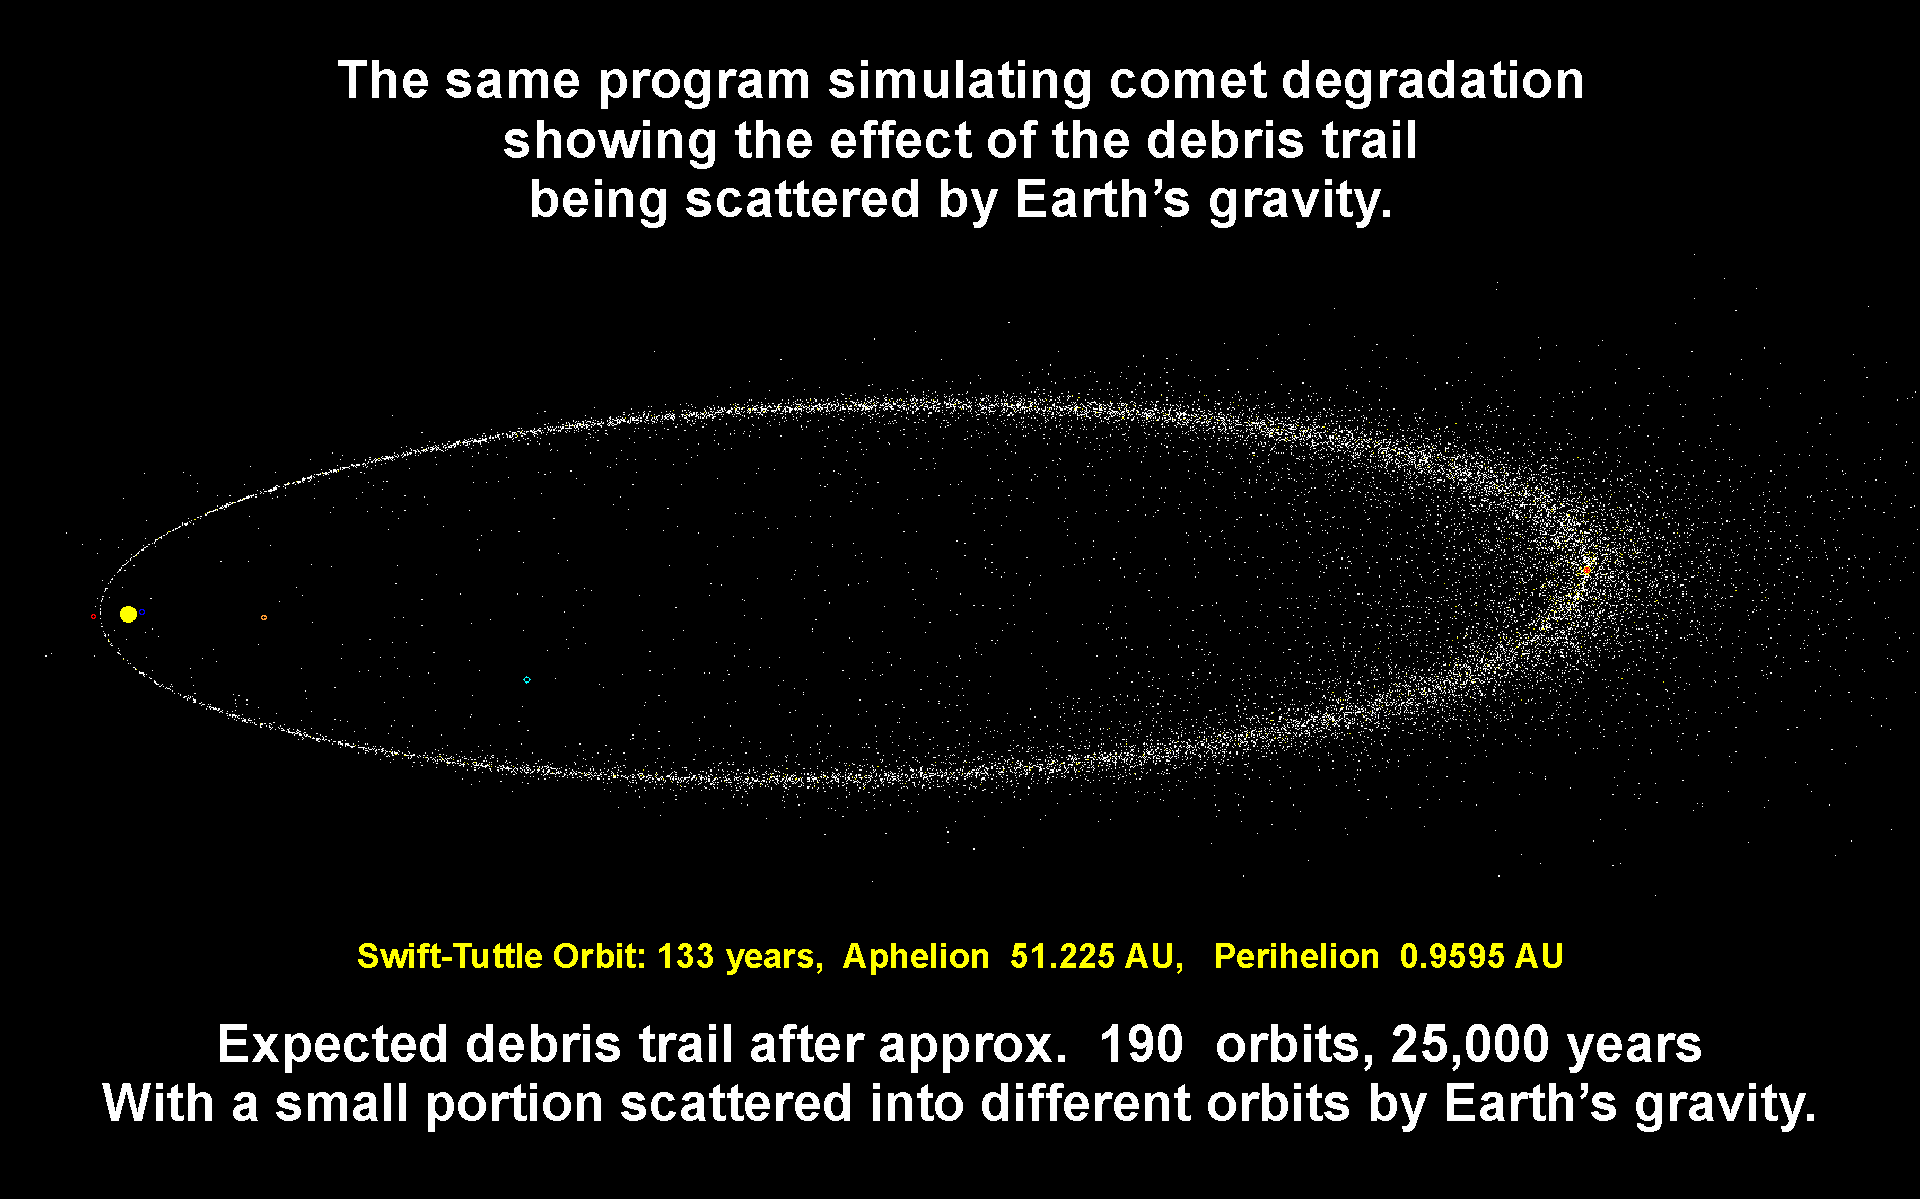 The same program simulating comet degradation
showing the effect of the debris trail
being scattered by Earth’s gravity.
Swift-Tuttle Orbit: 133 years, Aphelion 51.225 AU, Perihelion 0.9595 AU
Expected debris trail after approx. 190 orbits, 25,000 years
With a small portion scattered into different orbits by Earth’s gravity.